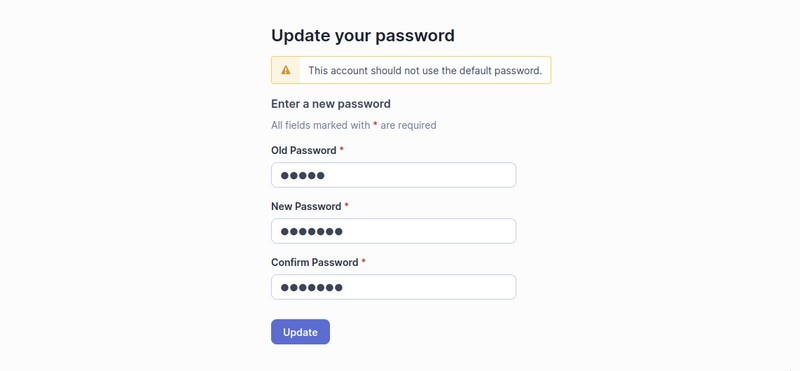 Update your password
This account should not use the default password.
Enter a new password
All fields marked with * are required
Old Password *
●●●●●
New Password *
●●●●●●●
Confirm Password *
●●●●●●●
Update